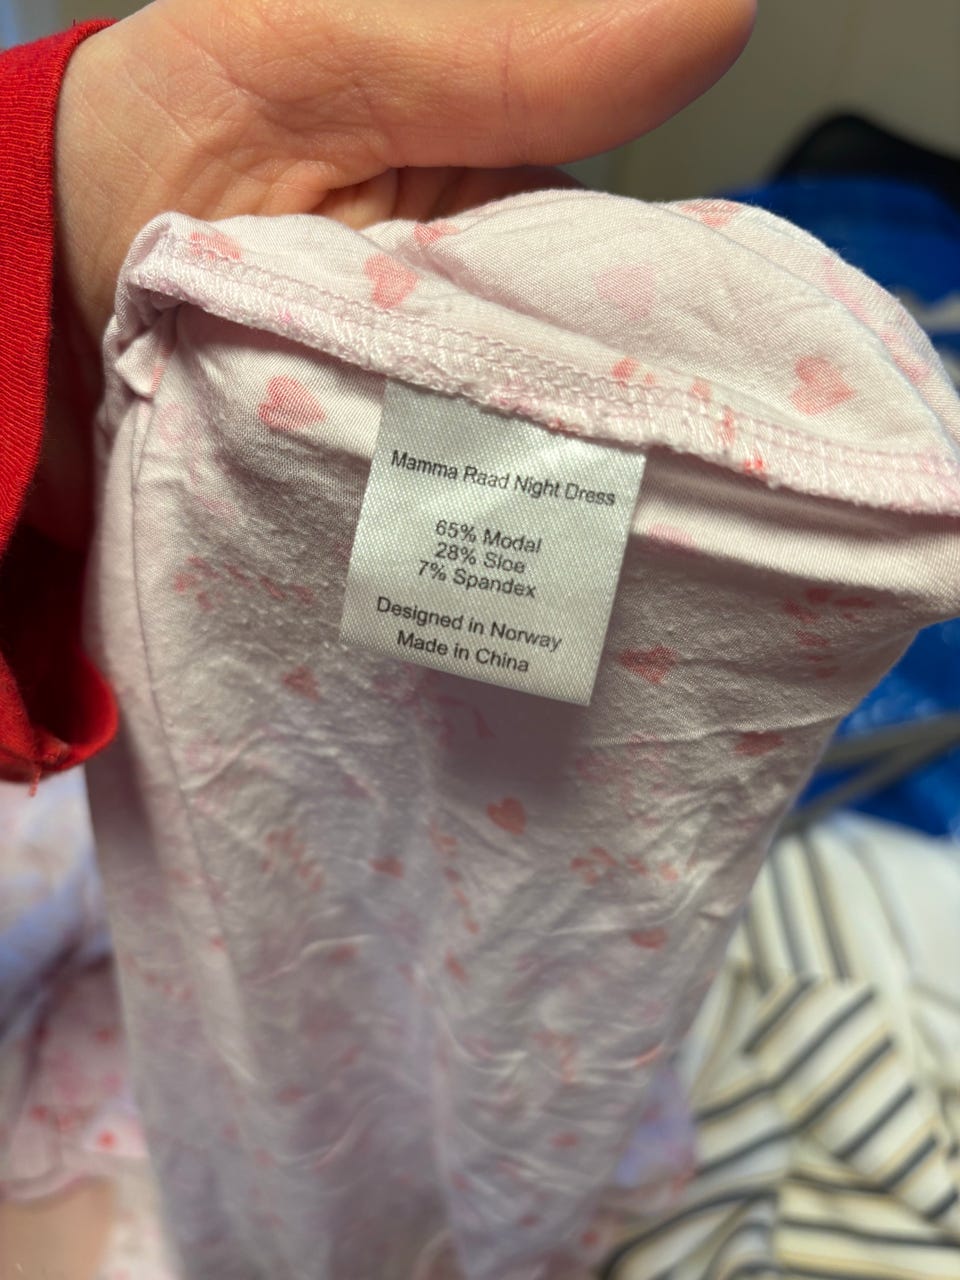 Mamma Raad Night Dress
65% Modal
28% Sloe
7% Spandex
Designed in Norway
Made in China